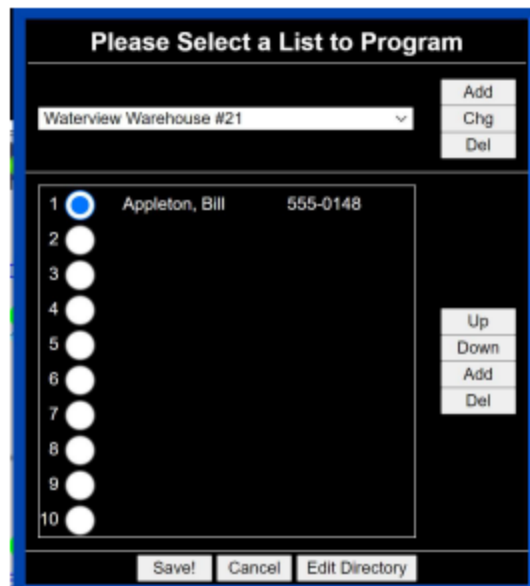 Please Select a List to Program
Add
Waterview Warehouse #21
Chg
Del
1 Appleton, Bill 555-0148
2
3
4
Up
5
Down
6
Add
7
Del
8
9
10
Save! Cancel Edit Directory